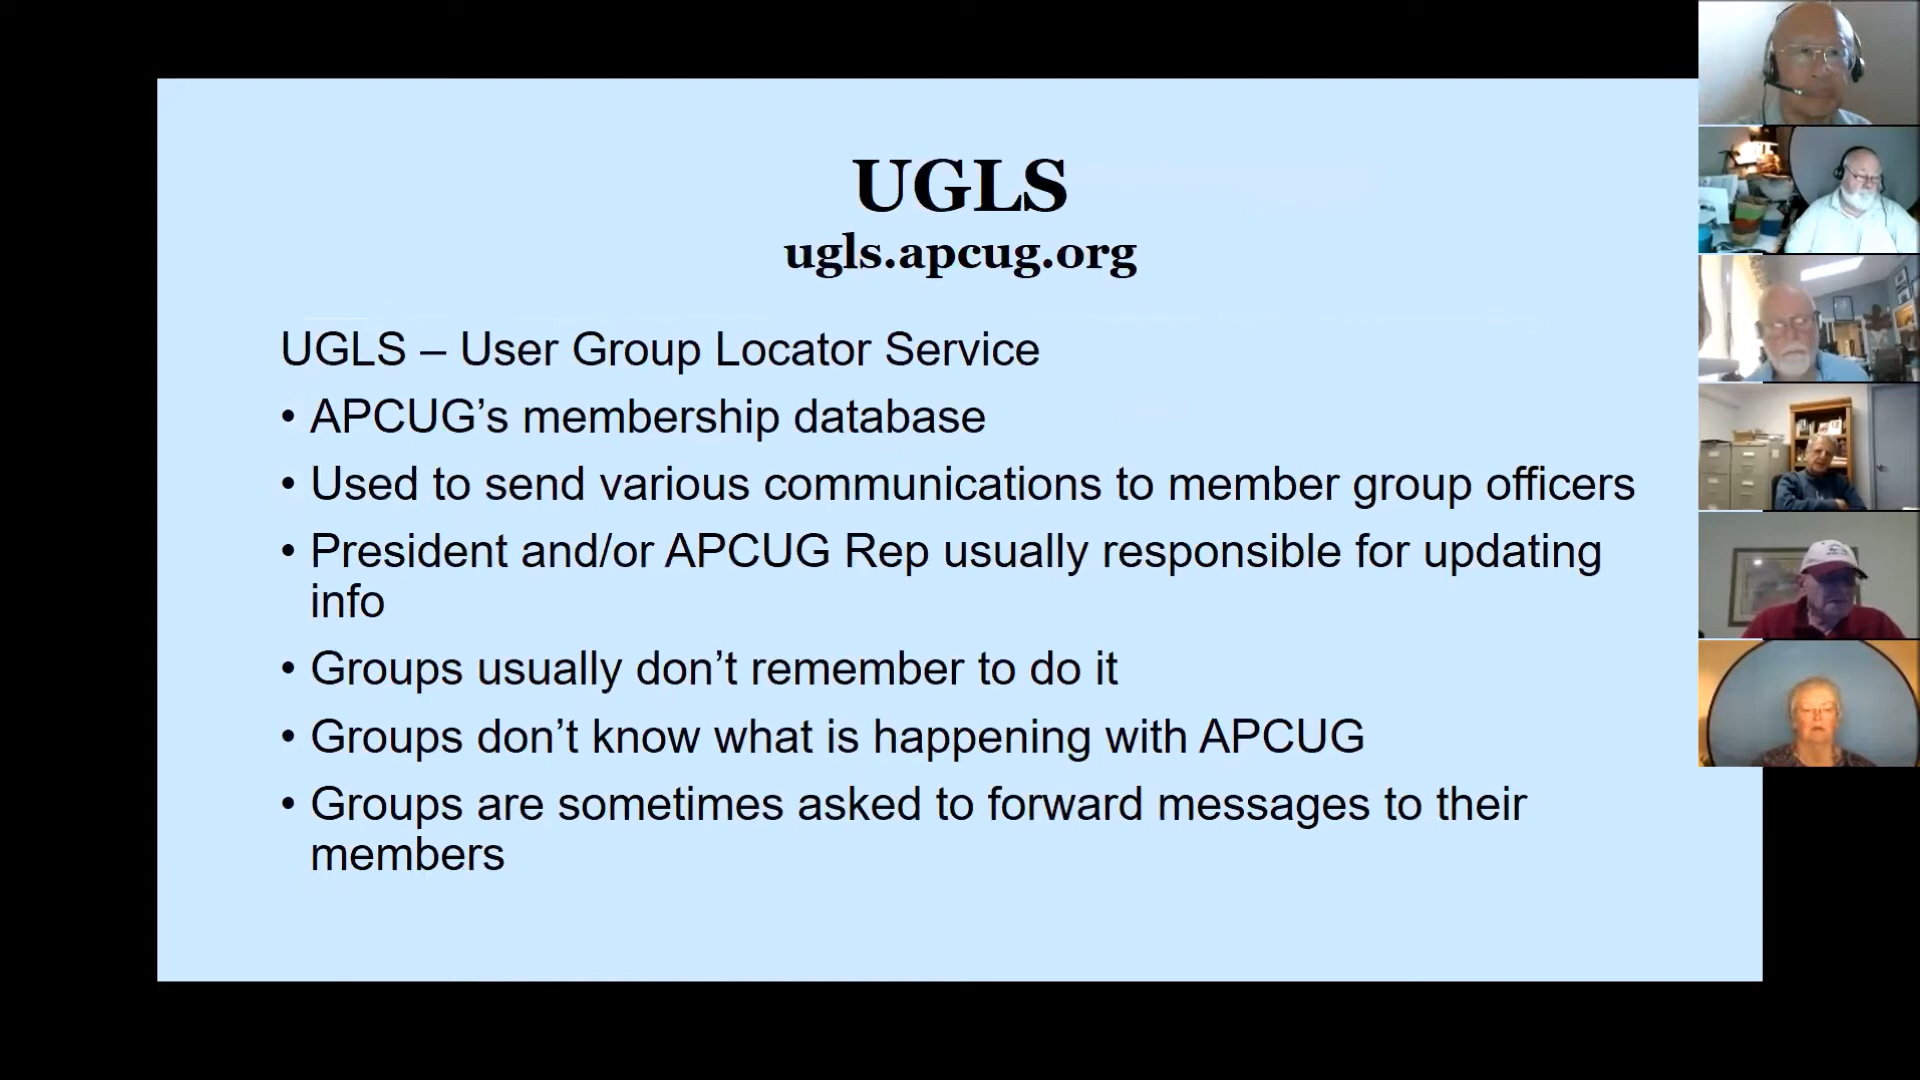 UGLS
ugls.apcug.org
UGLS – User Group Locator Service
• APCUG’s membership database
• Used to send various communications to member group officers
• President and/or APCUG Rep usually responsible for updating
info
• Groups usually don’t remember to do it
• Groups don’t know what is happening with APCUG
• Groups are sometimes asked to forward messages to their
members